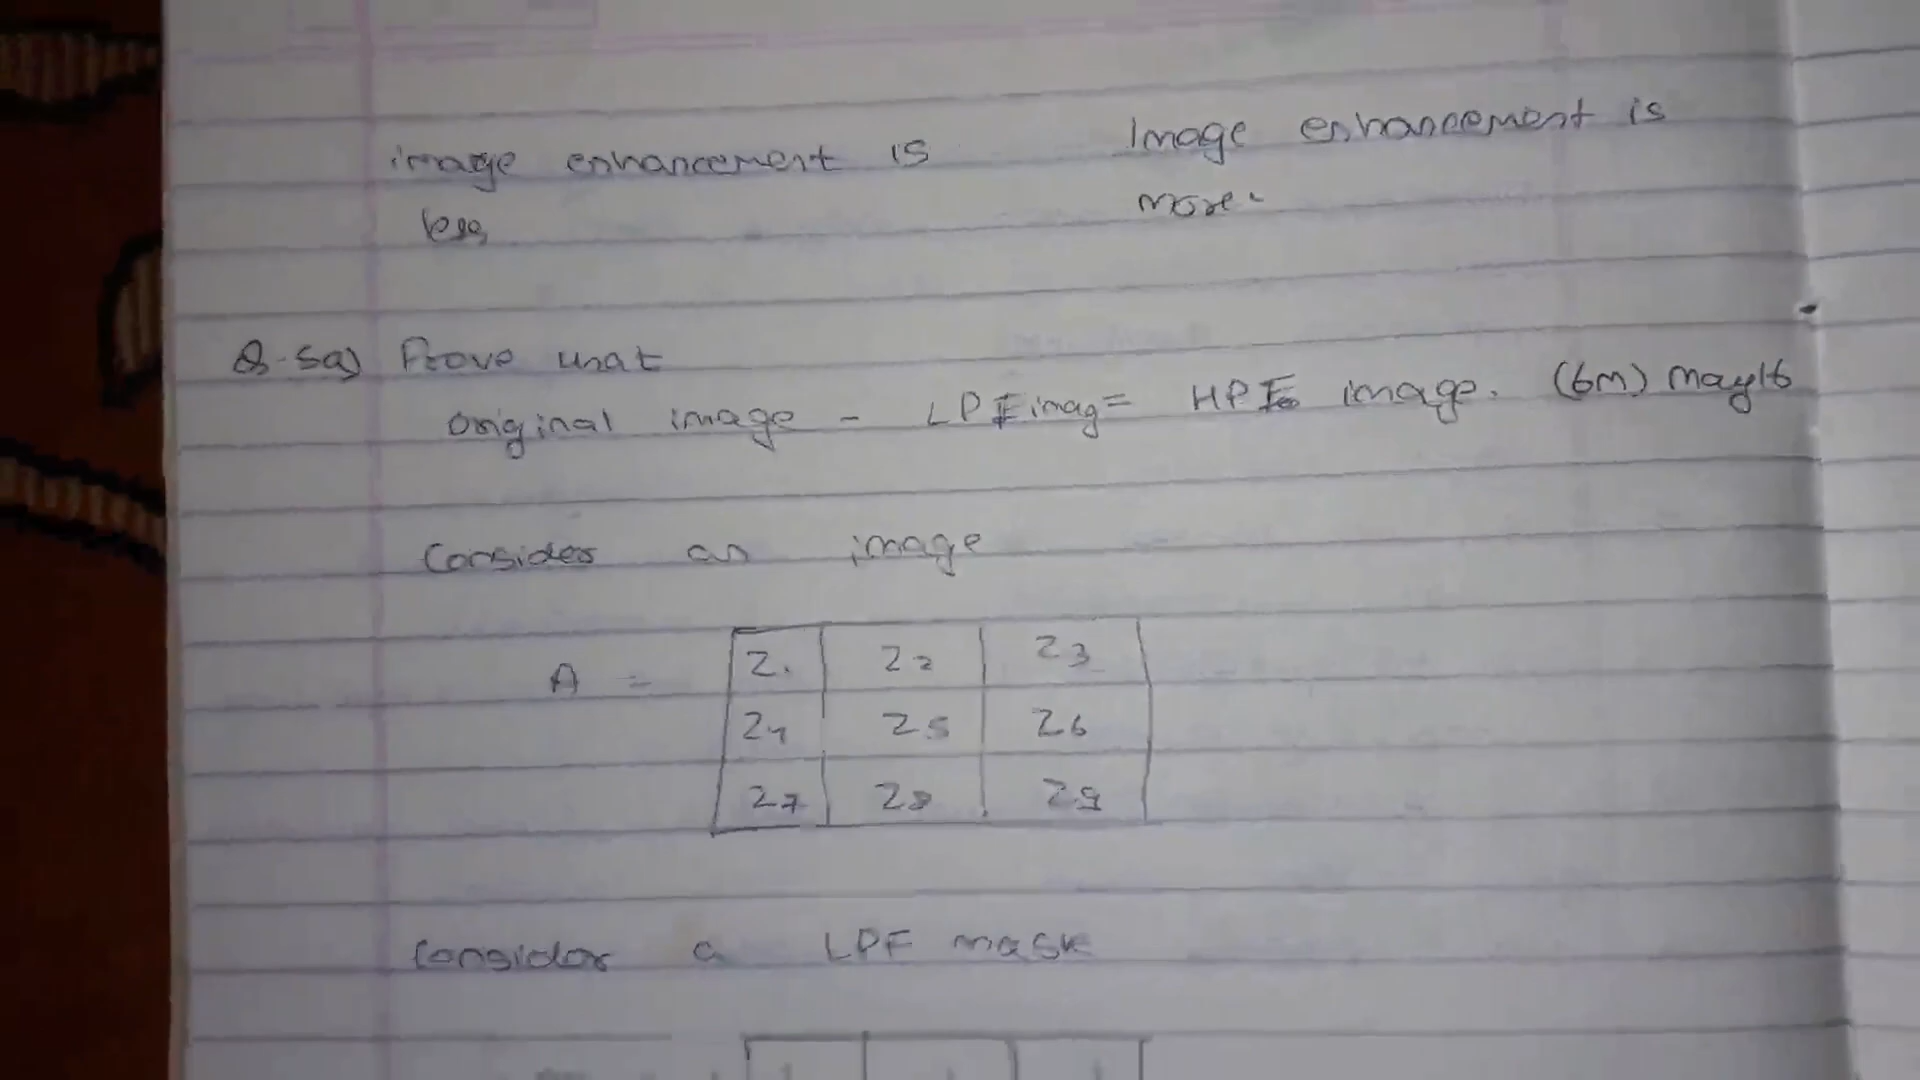 image enhancement is Image enhancement is
less more.
Q.5a) Prove that
original image - LPF imag= HPF image. (6m) May16
Consider an image
A = Z1 Z2 Z3
Z4 Z5 Z6
Z7 Z8 Z9
Consider a LPF mask